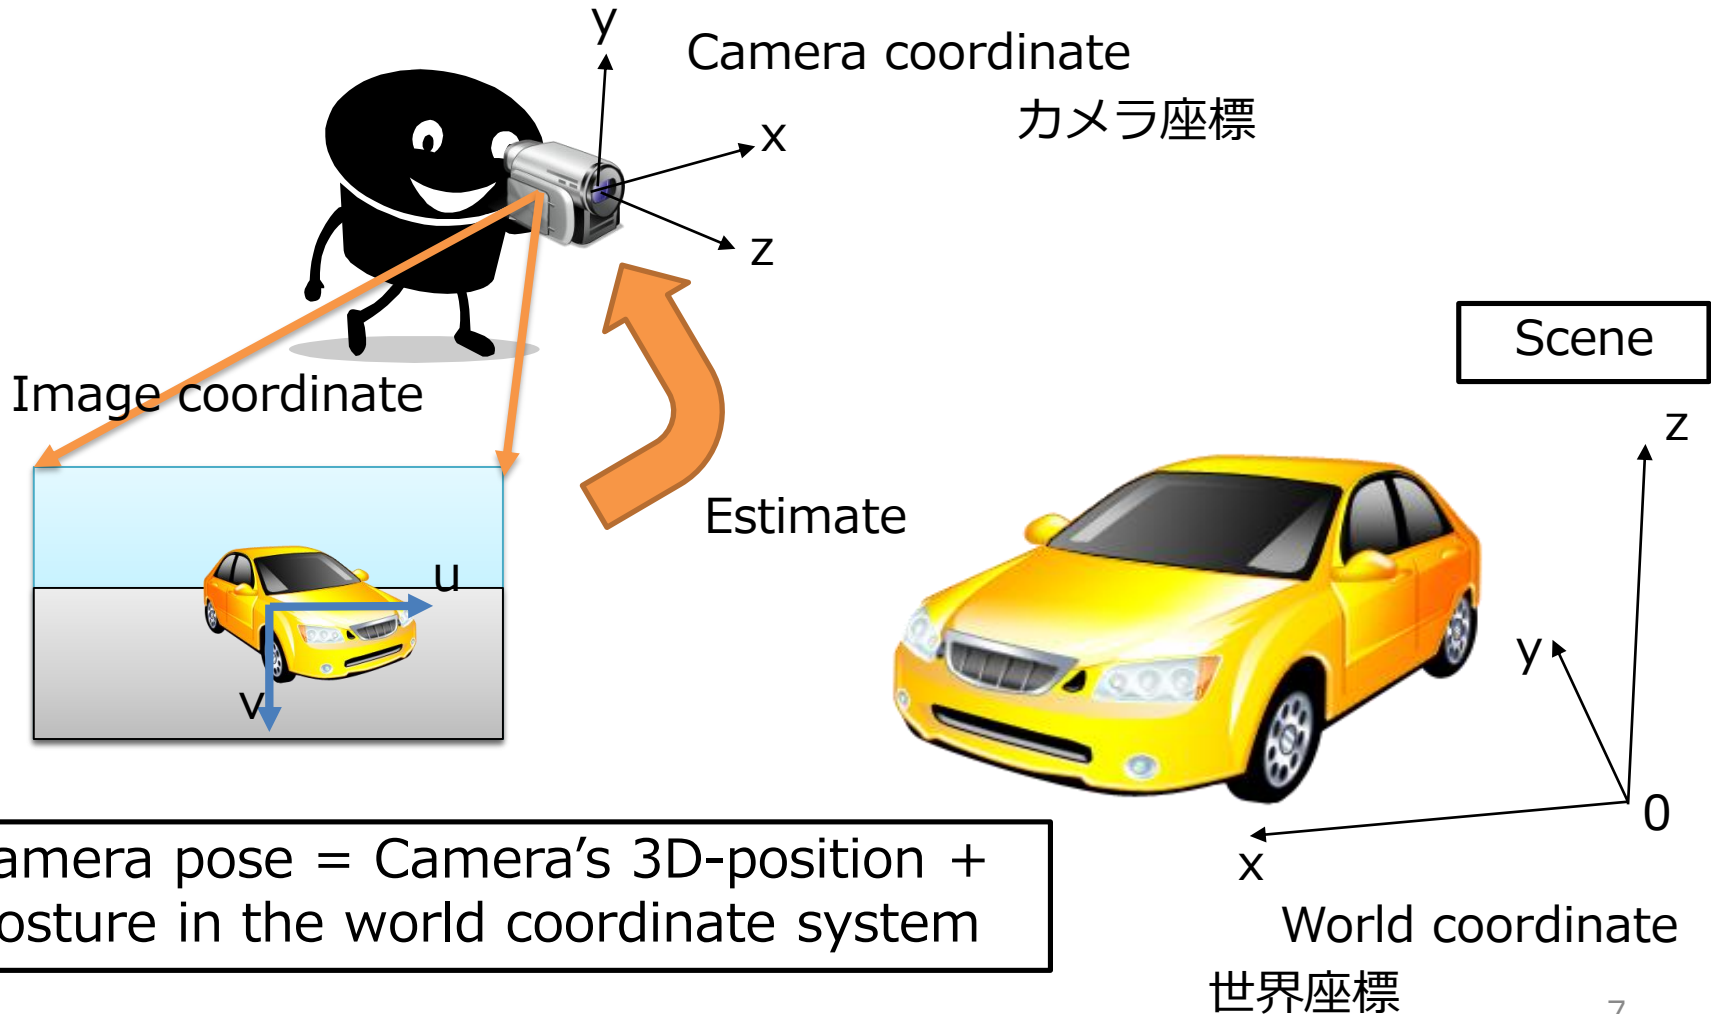 y
Camera coordinate
カメラ座標
x
z
Scene
Image coordinate
z
Estimate
u
y
v
0
x
amera pose = Camera’s 3D-position +
osture in the world coordinate system
World coordinate
世界座標
7